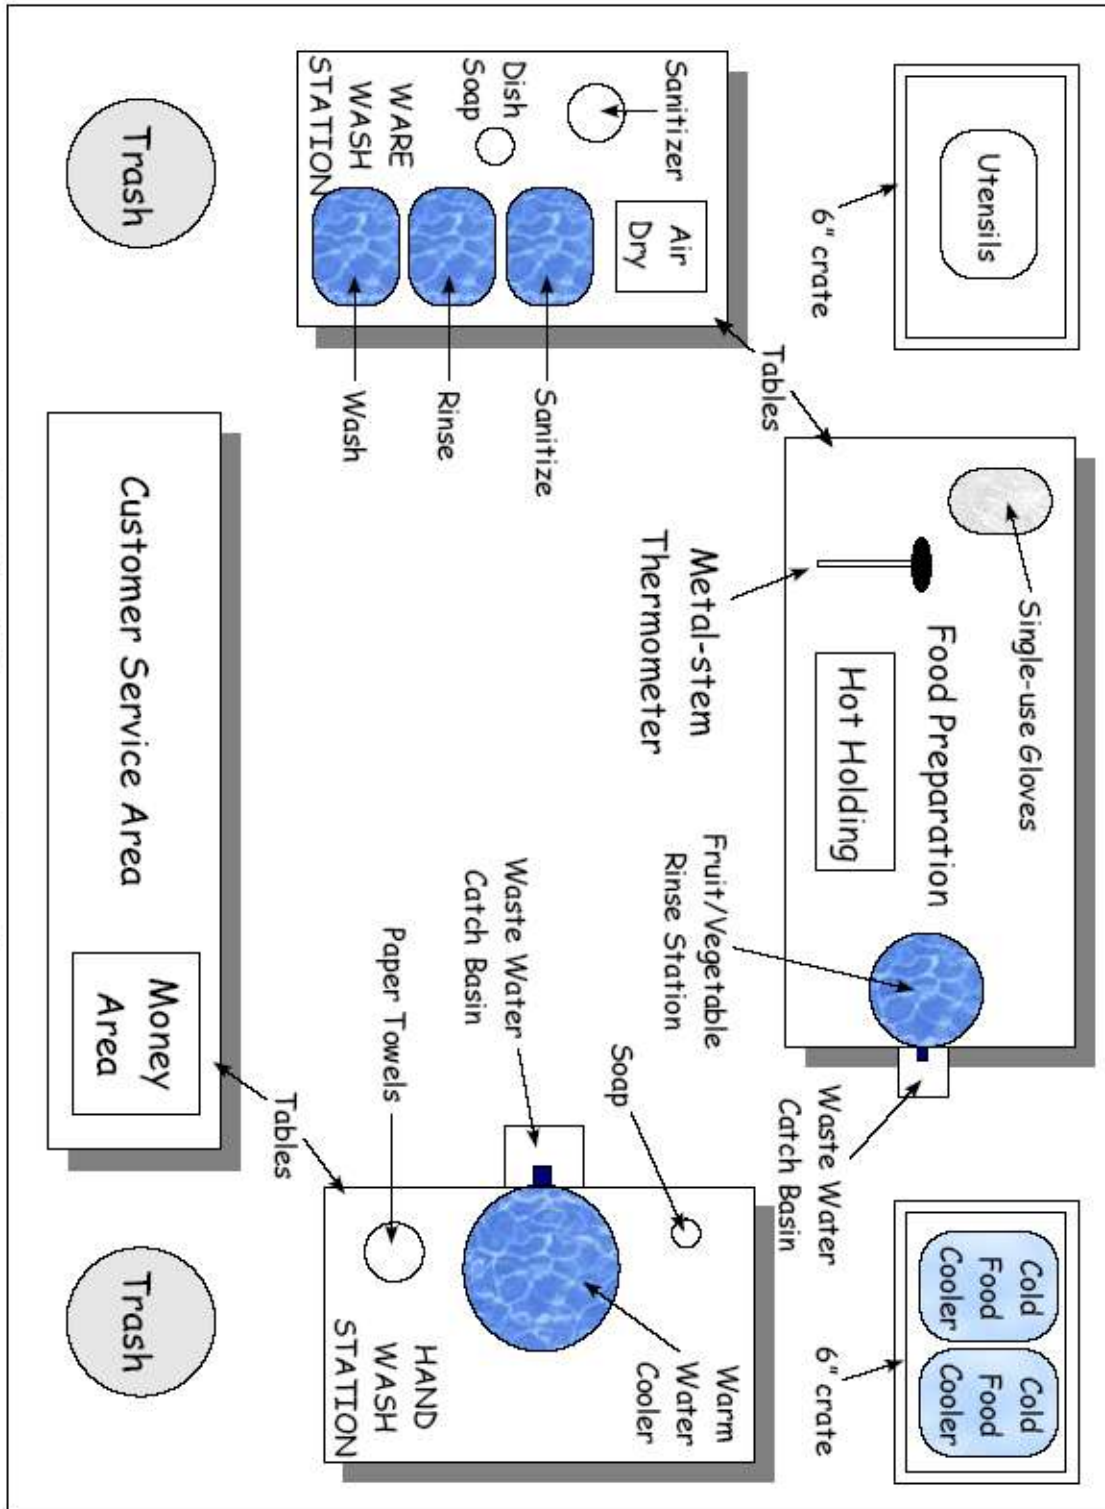 Utensils
6" crate
Single-use Gloves
Food Preparation
Hot Holding
Metal-stem
Thermometer
Fruit/Vegetable
Rinse Station
Waste Water
Catch Basin
Cold
Food
Cooler
Cold
Food
Cooler
6" crate
Tables
Sanitizer
Air
Dry
Dish
Soap
WARE
WASH
STATION
Sanitize
Rinse
Wash
Soap
Waste Water
Catch Basin
Paper Towels
Warm
Water
Cooler
HAND
WASH
STATION
Tables
Trash
Customer Service Area
Money
Area
Trash